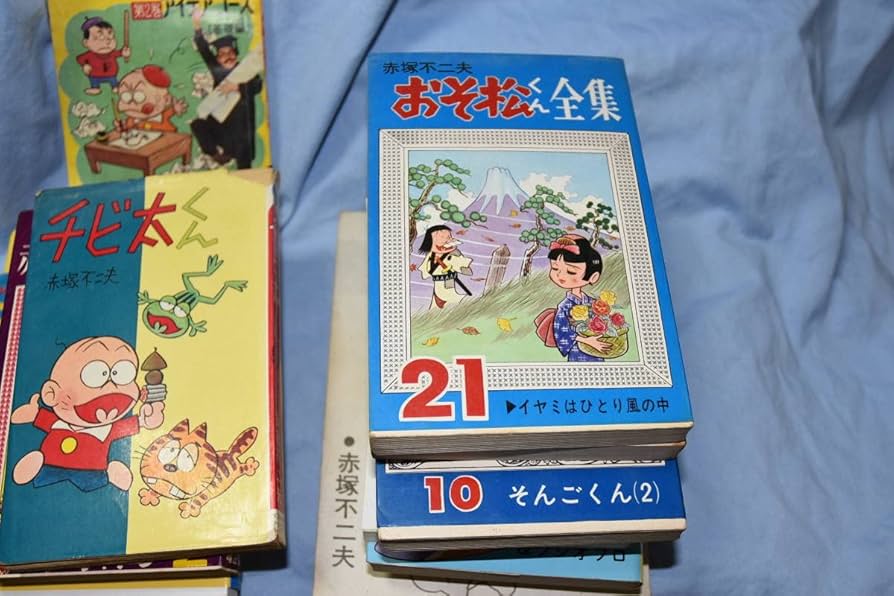 第2巻
チビ太くん
赤塚不二夫
赤塚不二夫
おそ松くん全集
21
▶イヤミはひとり風の中
10 そんごくん(2)
●赤塚不二夫